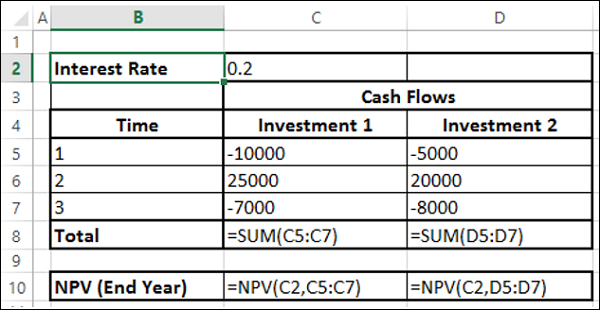 A B C D
1
2 Interest Rate 0.2
3 Cash Flows
4 Time Investment 1 Investment 2
5 1 -10000 -5000
6 2 25000 20000
7 3 -7000 -8000
8 Total =SUM(C5:C7) =SUM(D5:D7)
9
10 NPV (End Year) =NPV(C2,C5:C7) =NPV(C2,D5:D7)